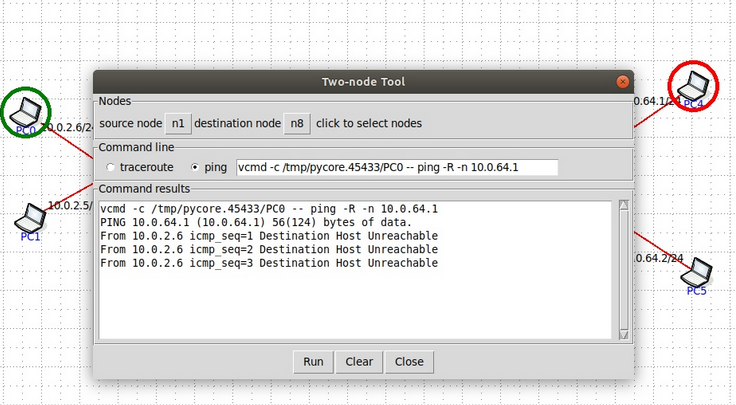 Two-node Tool
Nodes
source node n1 destination node n8 click to select nodes
Command line
traceroute ping vcmd -c /tmp/pycore.45433/PC0 -- ping -R -n 10.0.64.1
Command results
vcmd -c /tmp/pycore.45433/PC0 -- ping -R -n 10.0.64.1
PING 10.0.64.1 (10.0.64.1) 56(124) bytes of data.
From 10.0.2.6 icmp_seq=1 Destination Host Unreachable
From 10.0.2.6 icmp_seq=2 Destination Host Unreachable
From 10.0.2.6 icmp_seq=3 Destination Host Unreachable
Run Clear Close
PC0
10.0.2.6/24
PC1
10.0.2.5/
0.64.1/24
PC4
.0.64.2/24
PC5